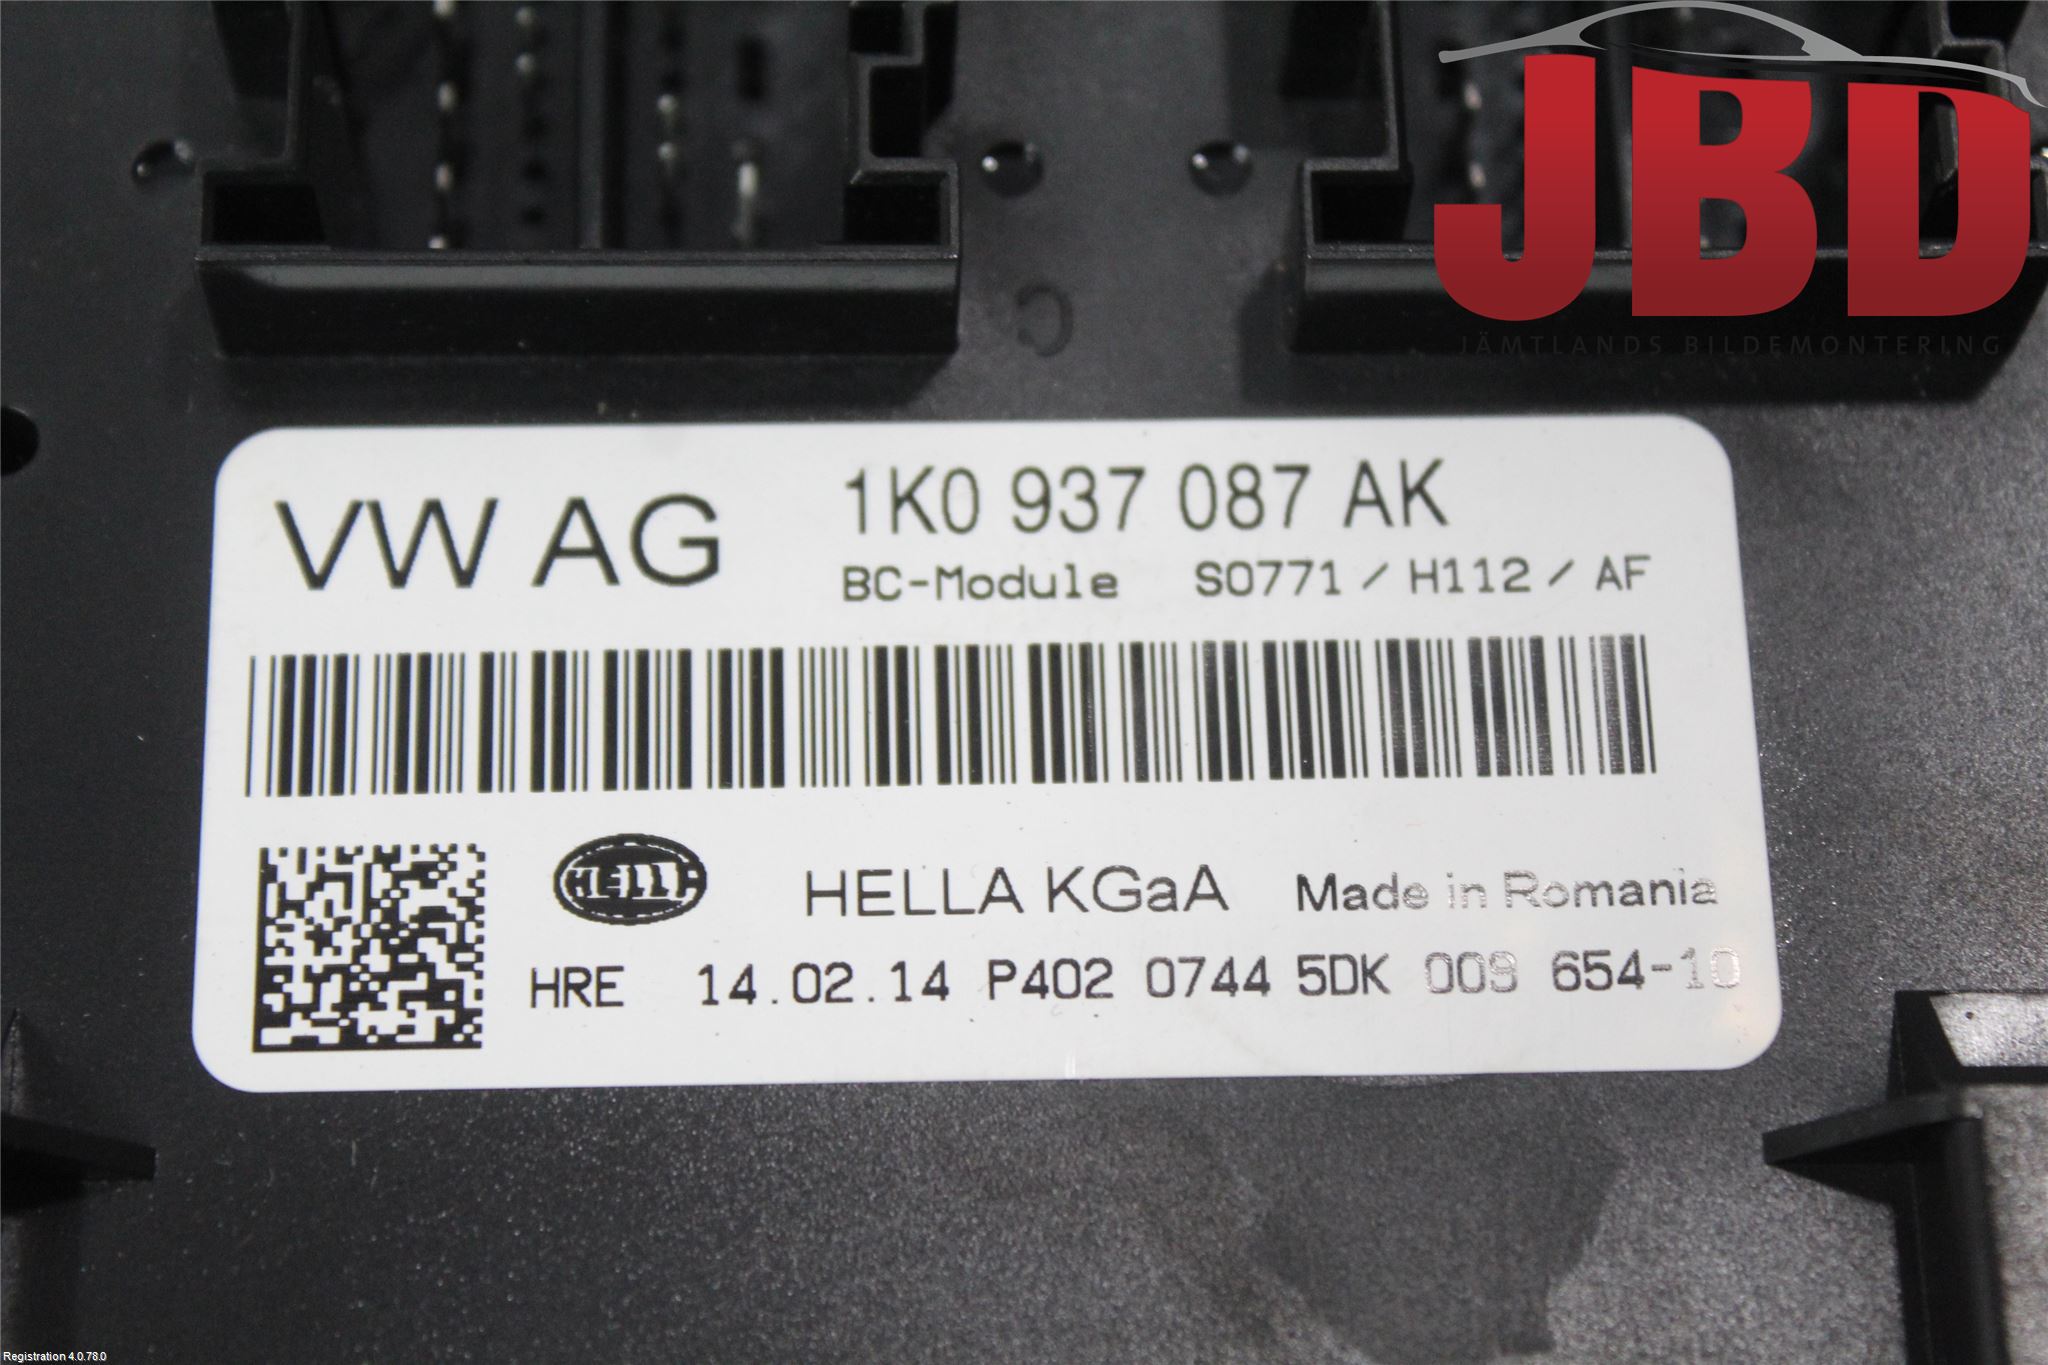 JBD
JÄMTLANDS BILDEMONTERING
VW AG 1K0 937 087 AK
BC-Module S0771 / H112 / AF
HELLA HELLA KGaA Made in Romania
HRE 14.02.14 P402 0744 5DK 009 654-10
Registration 4.0.78.0